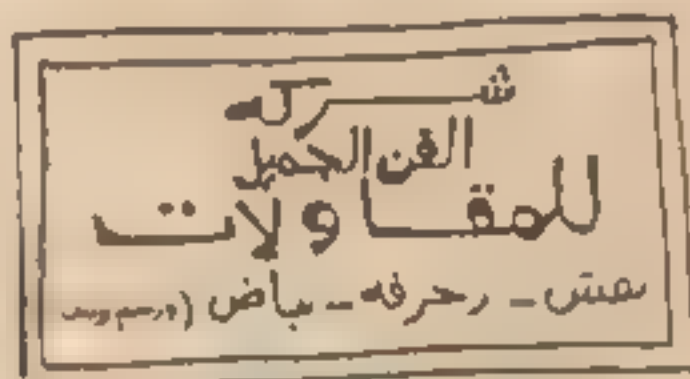 شركه
الفن الجميل
للمقاولات
نقش - زخرفه - بياض (